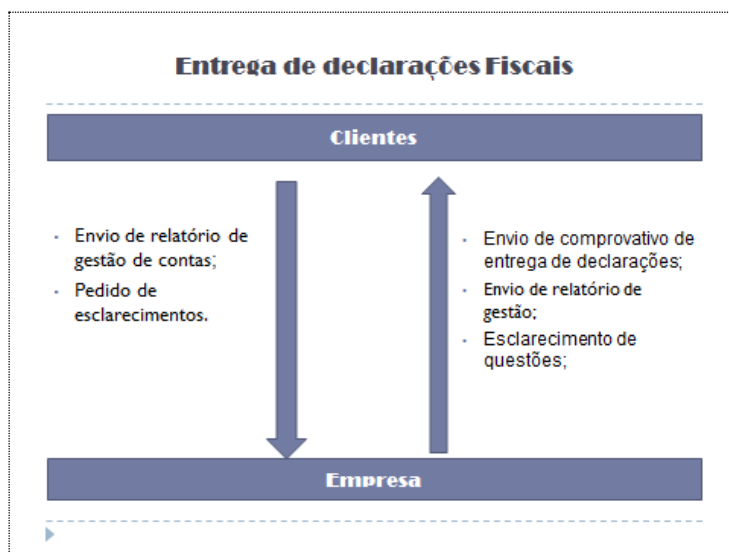 Entrega de declarações Fiscais
Clientes
• Envio de relatório de
gestão de contas;
• Pedido de
esclarecimentos.
• Envio de comprovativo de
entrega de declarações;
• Envio de relatório de
gestão;
• Esclarecimento de
questões;
Empresa